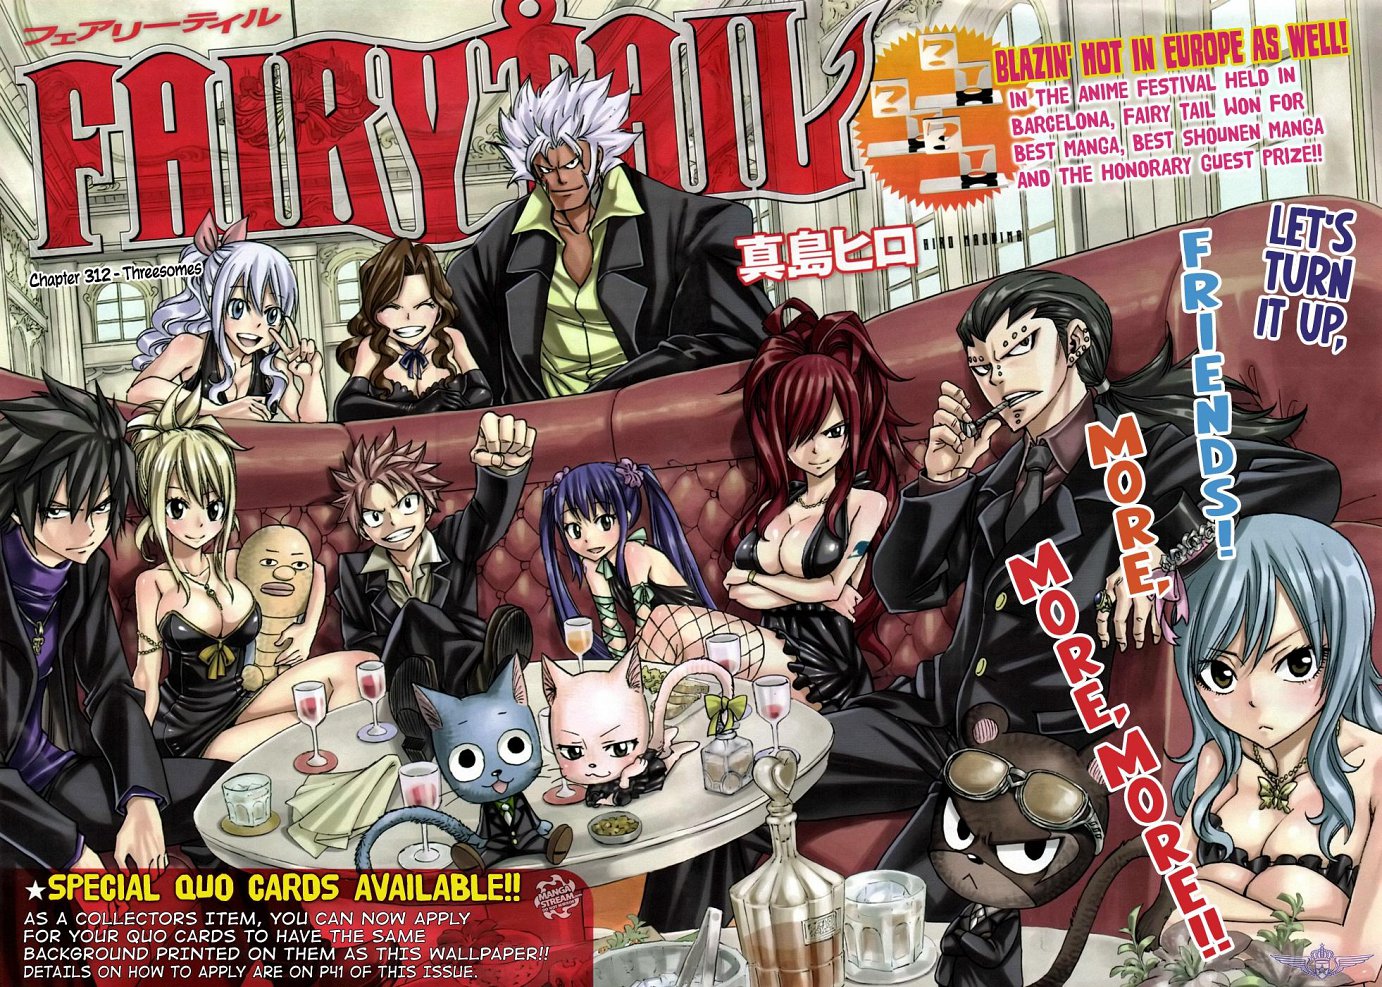 フェアリーテイル
FAIRY TAIL
Chapter 312 - Threesomes
真島ヒロ
HIRO MASHIMA
BLAZIN' HOT IN EUROPE AS WELL!
IN THE ANIME FESTIVAL HELD IN
BARCELONA, FAIRY TAIL WON FOR
BEST MANGA, BEST SHOUNEN MANGA
AND THE HONORARY GUEST PRIZE!!
LET'S
TURN
IT UP,
FRIENDS!
MORE,
MORE, MORE!!
★SPECIAL QUO CARDS AVAILABLE!!
AS A COLLECTORS ITEM, YOU CAN NOW APPLY
FOR YOUR QUO CARDS TO HAVE THE SAME
BACKGROUND PRINTED ON THEM AS THIS WALLPAPER!!
DETAILS ON HOW TO APPLY ARE ON P41 OF THIS ISSUE.
MANGA
STREAM